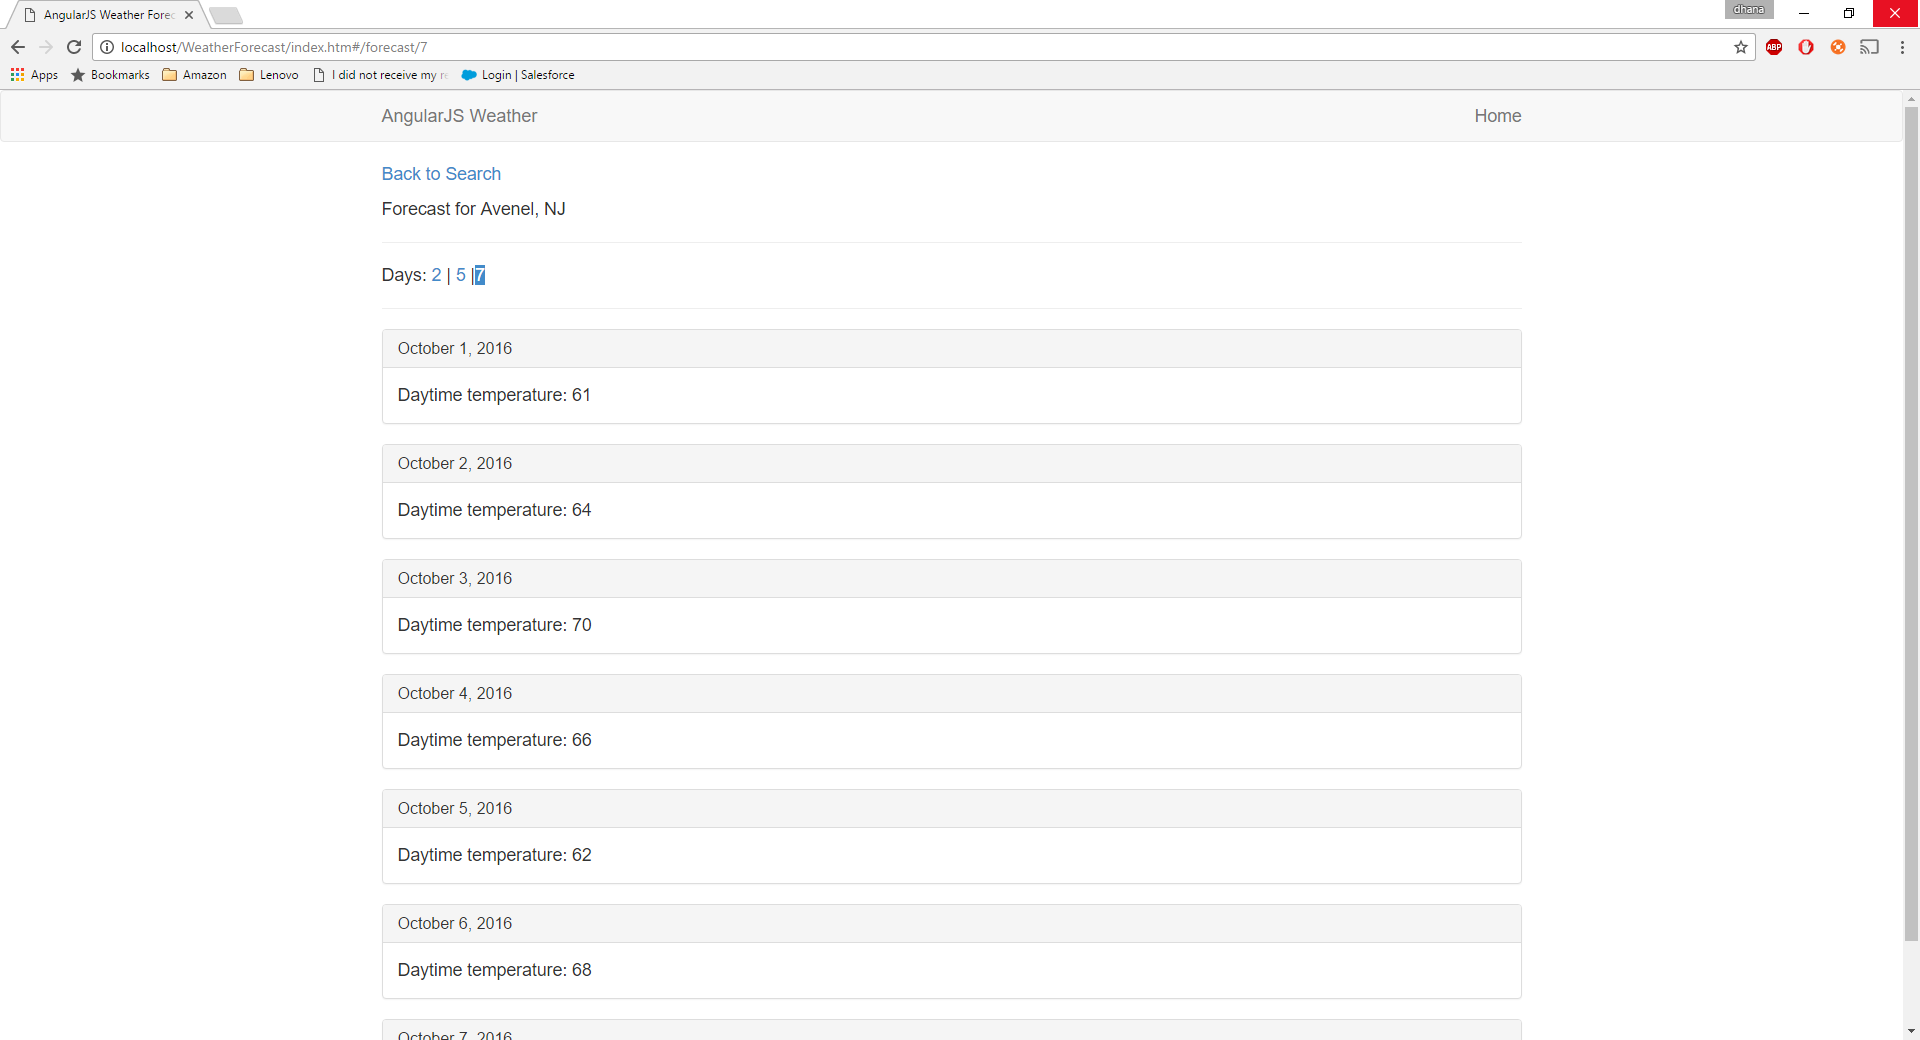 AngularJS Weather Forec
dhana
localhost/WeatherForecast/index.htm#/forecast/7
ABP
Apps Bookmarks Amazon Lenovo I did not receive my re Login | Salesforce
AngularJS Weather Home
Back to Search
Forecast for Avenel, NJ
Days: 2 | 5 |7
October 1, 2016
Daytime temperature: 61
October 2, 2016
Daytime temperature: 64
October 3, 2016
Daytime temperature: 70
October 4, 2016
Daytime temperature: 66
October 5, 2016
Daytime temperature: 62
October 6, 2016
Daytime temperature: 68
October 7, 2016